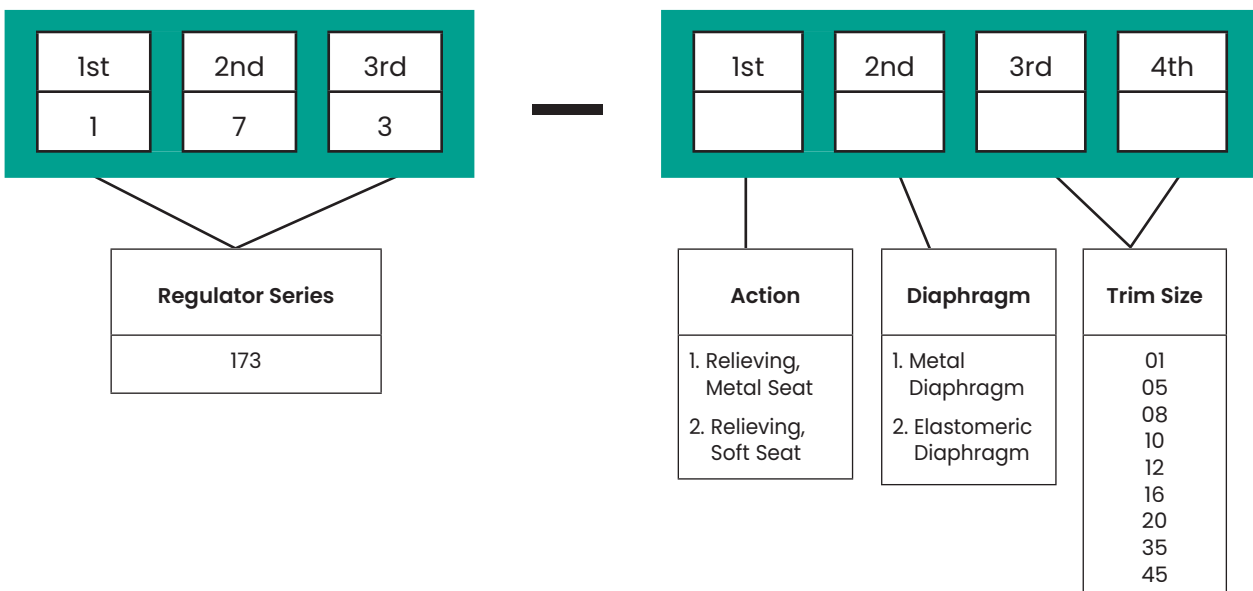 1st 2nd 3rd
1 7 3
1st 2nd 3rd 4th
Regulator Series
173
Action
1. Relieving,
Metal Seat
2. Relieving,
Soft Seat
Diaphragm
1. Metal
Diaphragm
2. Elastomeric
Diaphragm
Trim Size
01
05
08
10
12
16
20
35
45